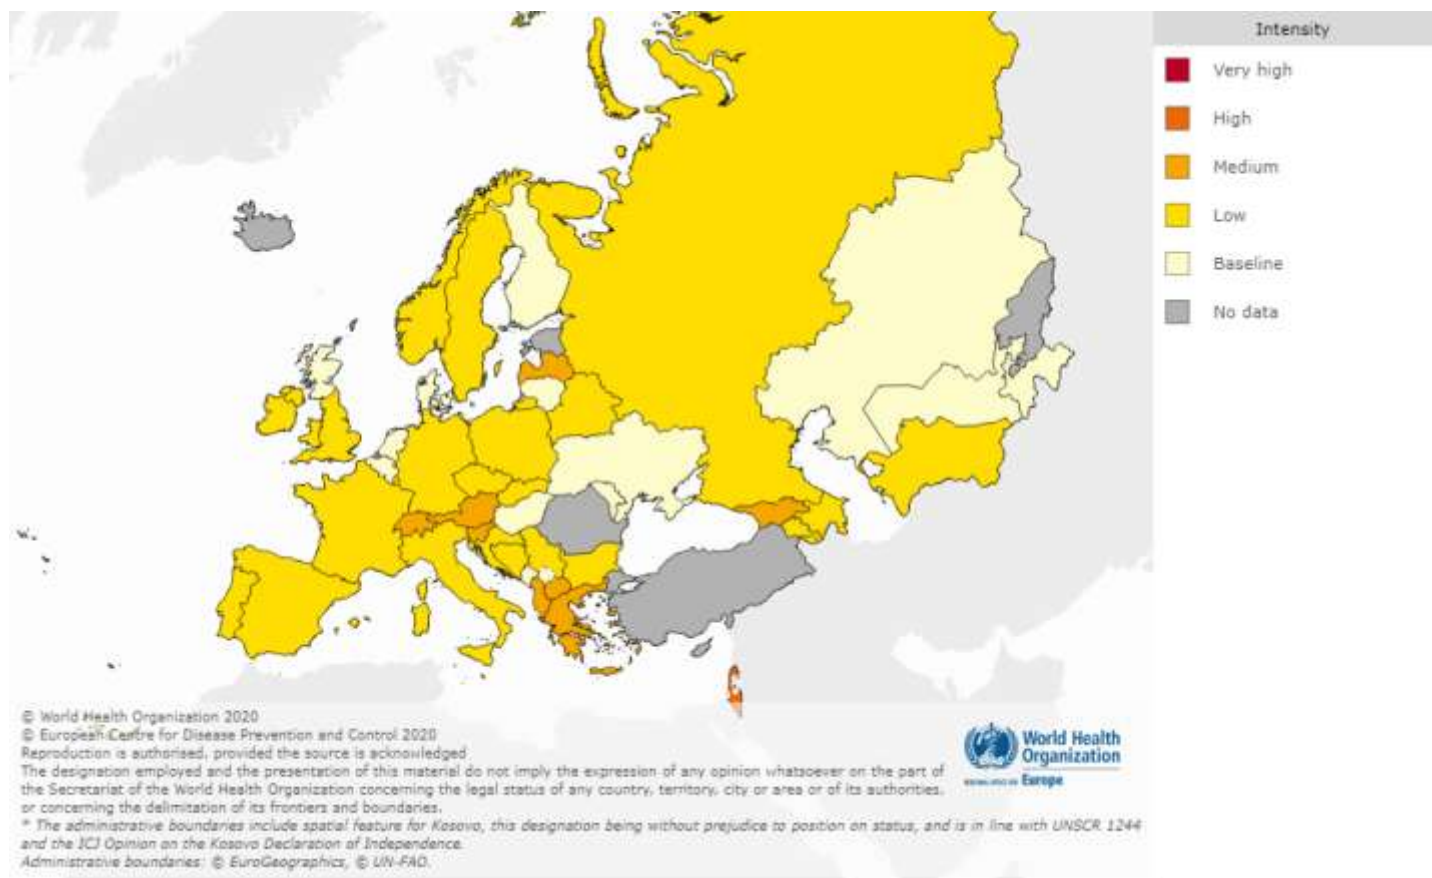 Intensity
Very high
High
Medium
Low
Baseline
No data
© World Health Organization 2020
© European Centre for Disease Prevention and Control 2020
Reproduction is authorised, provided the source is acknowledged
The designation employed and the presentation of this material do not imply the expression of any opinion whatsoever on the part of
the Secretariat of the World Health Organization concerning the legal status of any country, territory, city or area or of its authorities,
or concerning the delimitation of its frontiers and boundaries.
* The administrative boundaries include spatial feature for Kosovo, this designation being without prejudice to position on status, and is in line with UNSCR 1244
and the ICJ Opinion on the Kosovo Declaration of Independence.
Administrative boundaries: © EuroGeographics, © UN-FAO.
World Health
Organization
Europe